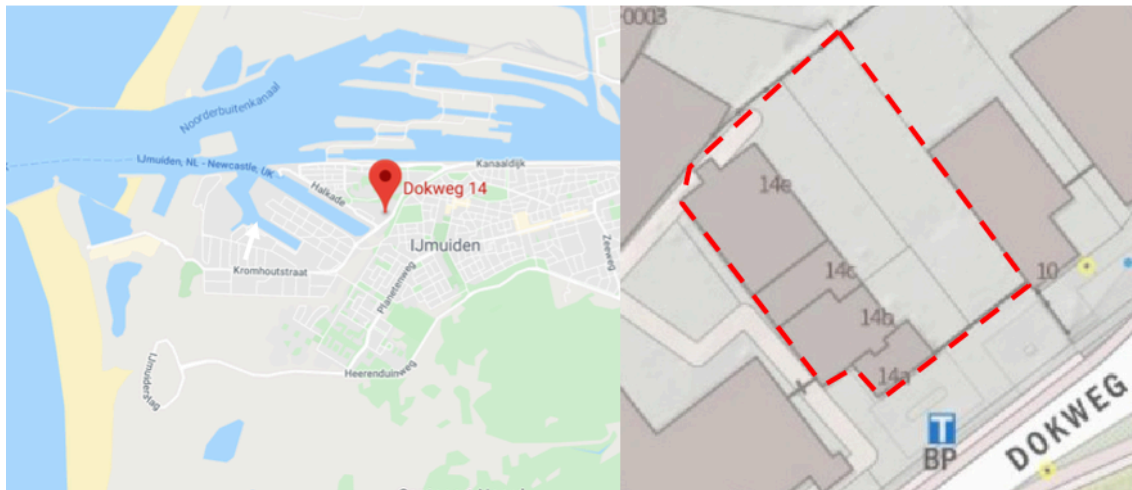 Noorderbuitenkanaal
IJmuiden, NL - Newcastle, UK
Kanaaldijk
Halkade
Dokweg 14
IJmuiden
Zeeweg
Kromhoutstraat
Planetenweg
IJmuiderslag
Heerenduinweg
-0003
14e
14c
10
14b
14a
T
BP
DOKWEG